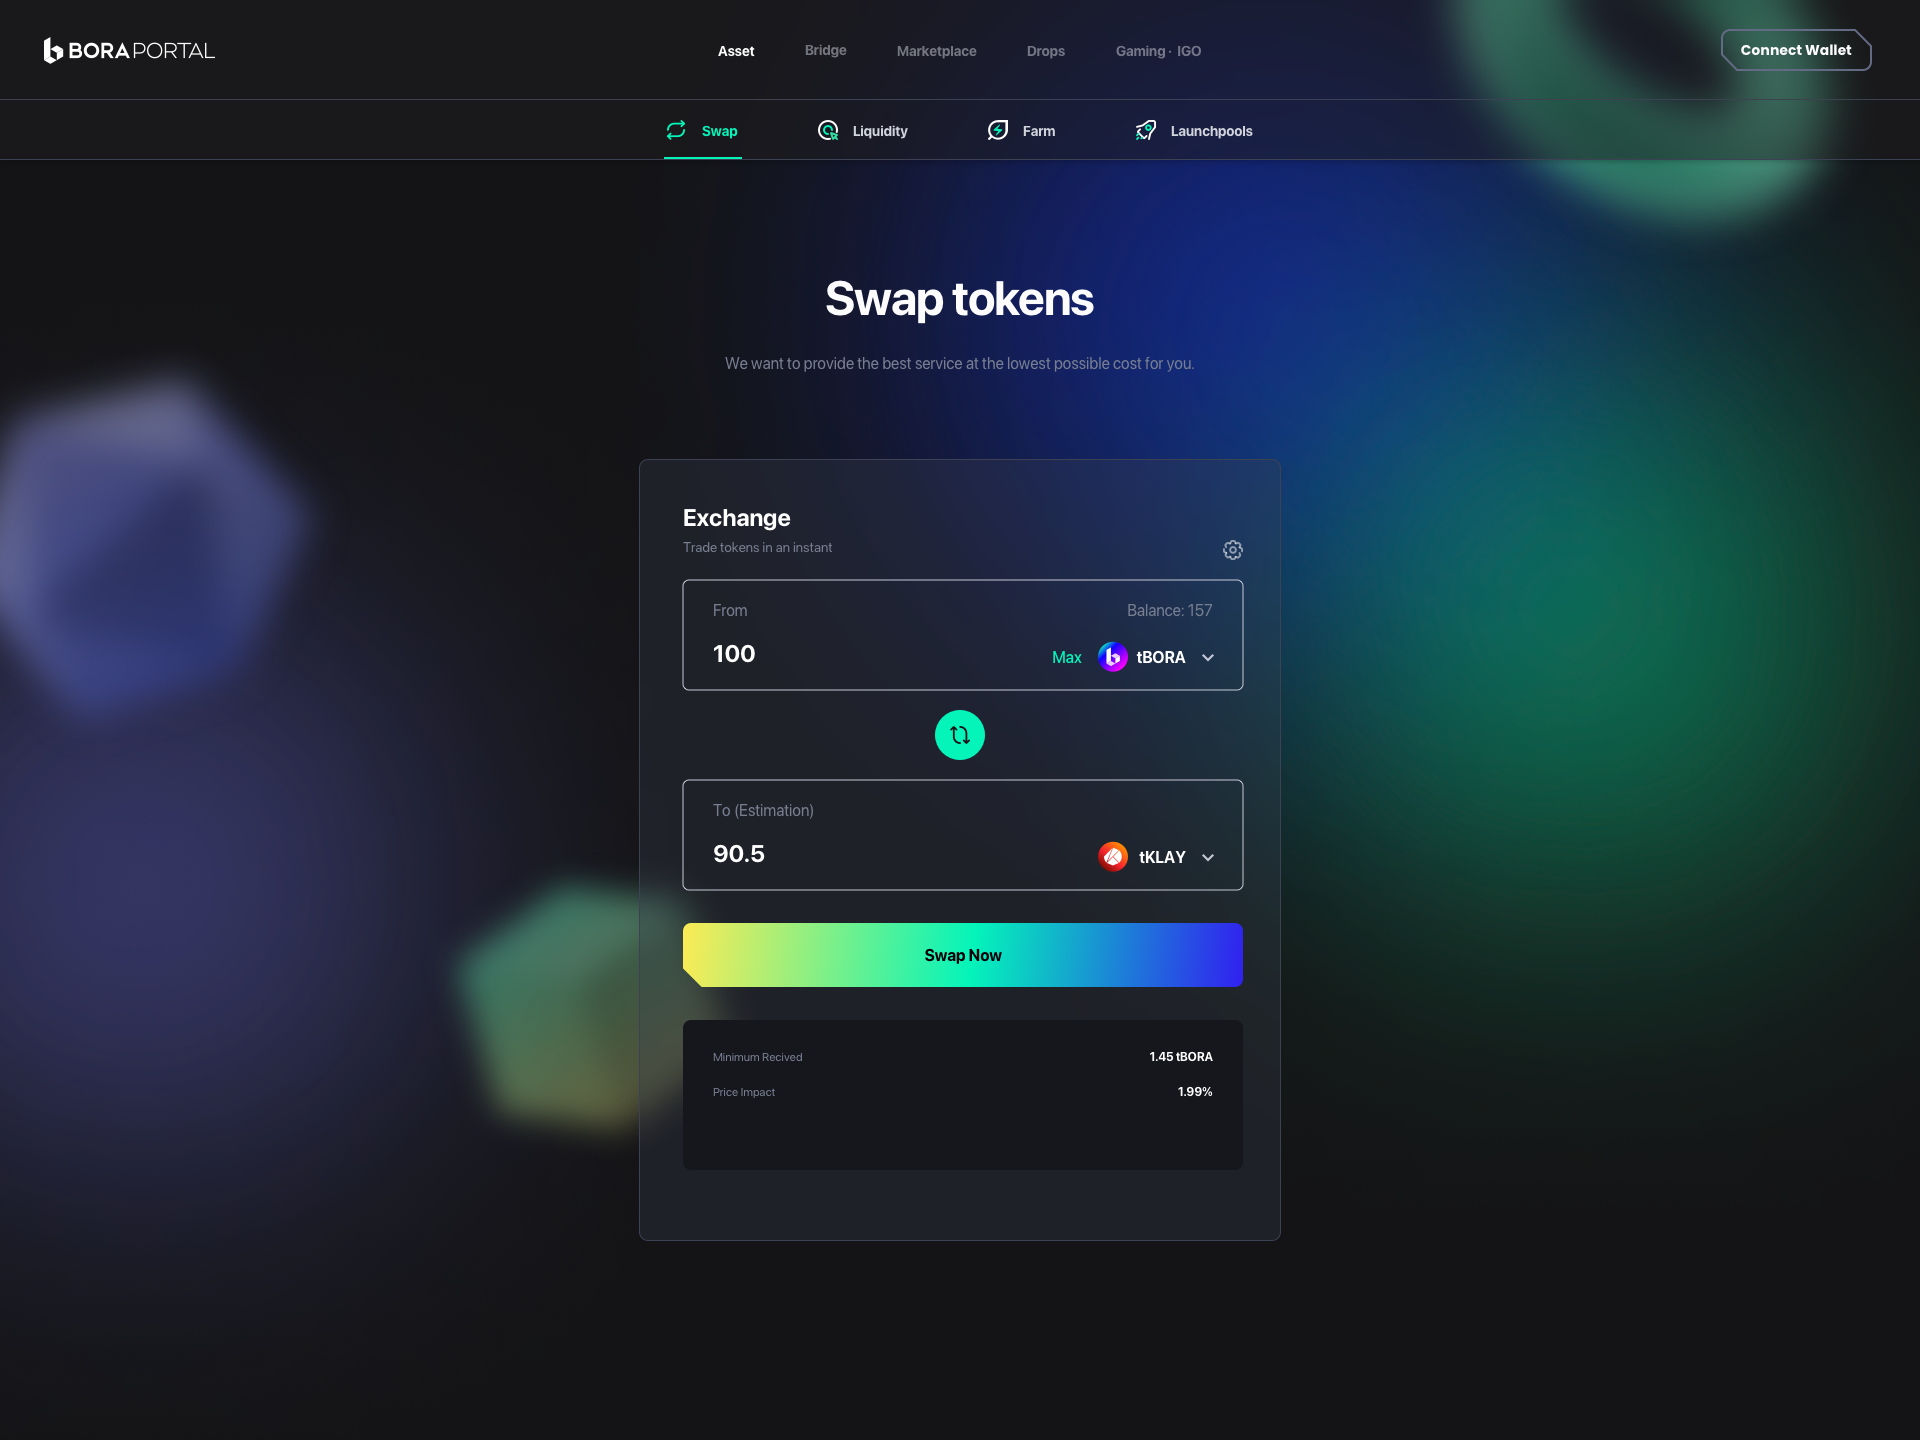 BORA PORTAL
Asset
Bridge
Marketplace
Drops
Gaming · IGO
Connect Wallet
Swap
Liquidity
Farm
Launchpools
Swap tokens
We want to provide the best service at the lowest possible cost for you.
Exchange
Trade tokens in an instant
From
Balance: 157
100
Max
tBORA
To (Estimation)
90.5
tKLAY
Swap Now
Minimum Recived
1.45 tBORA
Price Impact
1.99%